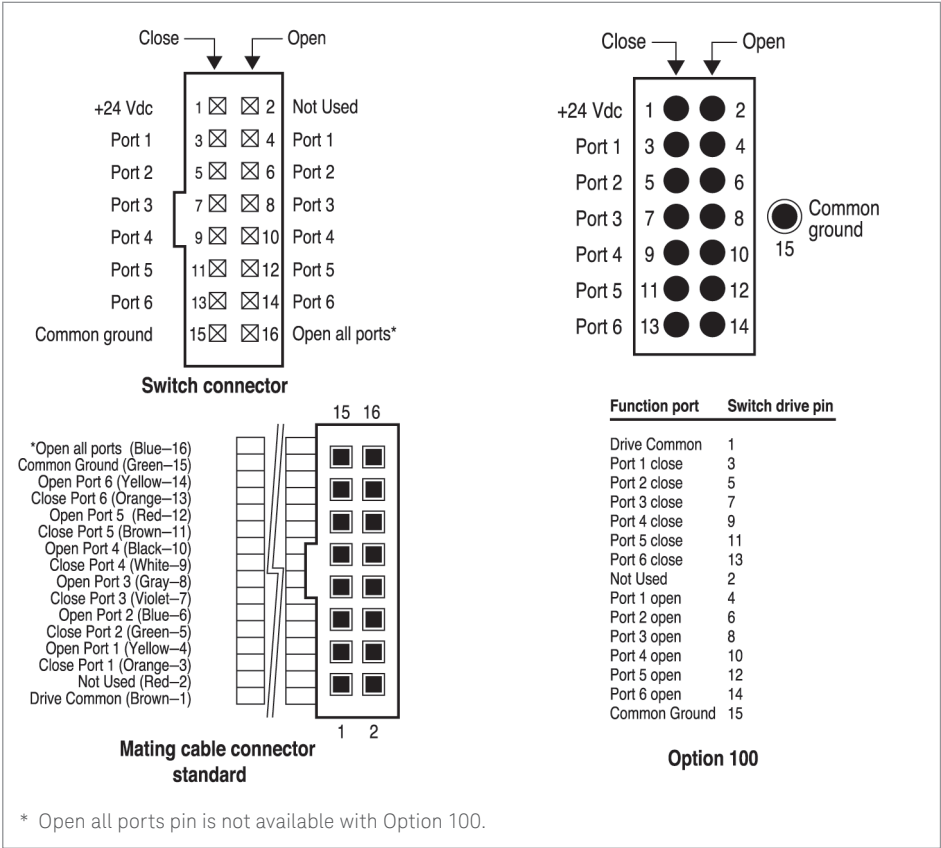 Close Open
+24 Vdc 1 2 Not Used
Port 1 3 4 Port 1
Port 2 5 6 Port 2
Port 3 7 8 Port 3
Port 4 9 10 Port 4
Port 5 11 12 Port 5
Port 6 13 14 Port 6
Common ground 15 16 Open all ports*
Switch connector
Close Open
+24 Vdc 1 2
Port 1 3 4
Port 2 5 6
Port 3 7 8
Port 4 9 10
Port 5 11 12
Port 6 13 14
Common
ground
15
15 16
*Open all ports (Blue–16)
Common Ground (Green–15)
Open Port 6 (Yellow–14)
Close Port 6 (Orange–13)
Open Port 5 (Red–12)
Close Port 5 (Brown–11)
Open Port 4 (Black–10)
Close Port 4 (White–9)
Open Port 3 (Gray–8)
Close Port 3 (Violet–7)
Open Port 2 (Blue–6)
Close Port 2 (Green–5)
Open Port 1 (Yellow–4)
Close Port 1 (Orange–3)
Not Used (Red–2)
Drive Common (Brown–1)
1 2
Mating cable connector
standard
Function port Switch drive pin
Drive Common 1
Port 1 close 3
Port 2 close 5
Port 3 close 7
Port 4 close 9
Port 5 close 11
Port 6 close 13
Not Used 2
Port 1 open 4
Port 2 open 6
Port 3 open 8
Port 4 open 10
Port 5 open 12
Port 6 open 14
Common Ground 15
Option 100
* Open all ports pin is not available with Option 100.